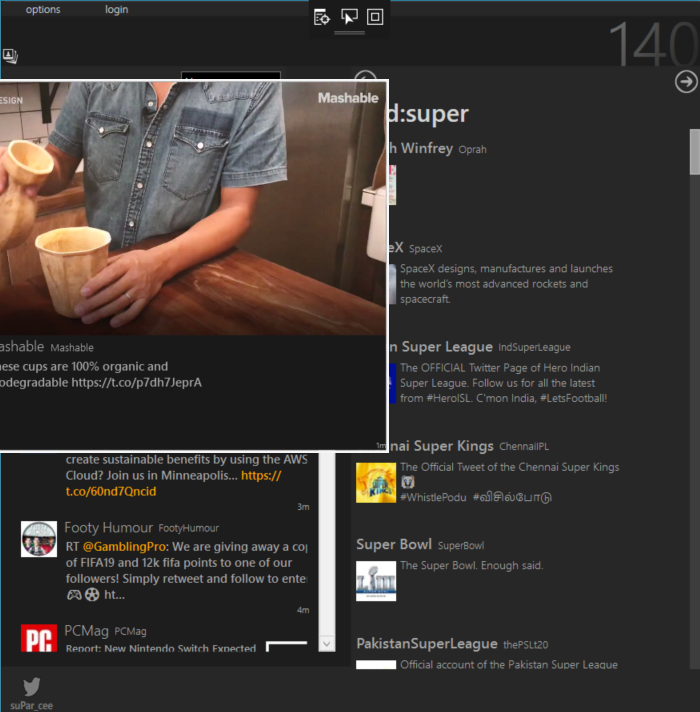 options login
140
ESIGN
Mashable
d:super
h Winfrey Oprah
eX SpaceX
SpaceX designs, manufactures and launches
the world's most advanced rockets and
spacecraft.
ashable Mashable
ese cups are 100% organic and
odegradable https://t.co/p7dh7JeprA
n Super League IndSuperLeague
The OFFICIAL Twitter Page of Hero Indian
Super League. Follow us for all the latest
from #HeroISL. C'mon India, #LetsFootball!
1m
nai Super Kings ChennaiIPL
The Official Tweet of the Chennai Super Kings
#WhistlePodu #விசில்போடு
create sustainable benefits by using the AWS
Cloud? Join us in Minneapolis... https://
t.co/60nd7Qncid
3m
Footy Humour FootyHumour
RT @GamblingPro: We are giving away a cop
of FIFA19 and 12k fifa points to one of our
followers! Simply retweet and follow to enter
🎮⚽ ht...
4m
Super Bowl SuperBowl
The Super Bowl. Enough said.
PC
PCMag PCMag
Report: New Nintendo Switch Expected
PakistanSuperLeague thePSLt20
Official account of the Pakistan Super League
suPar_cee